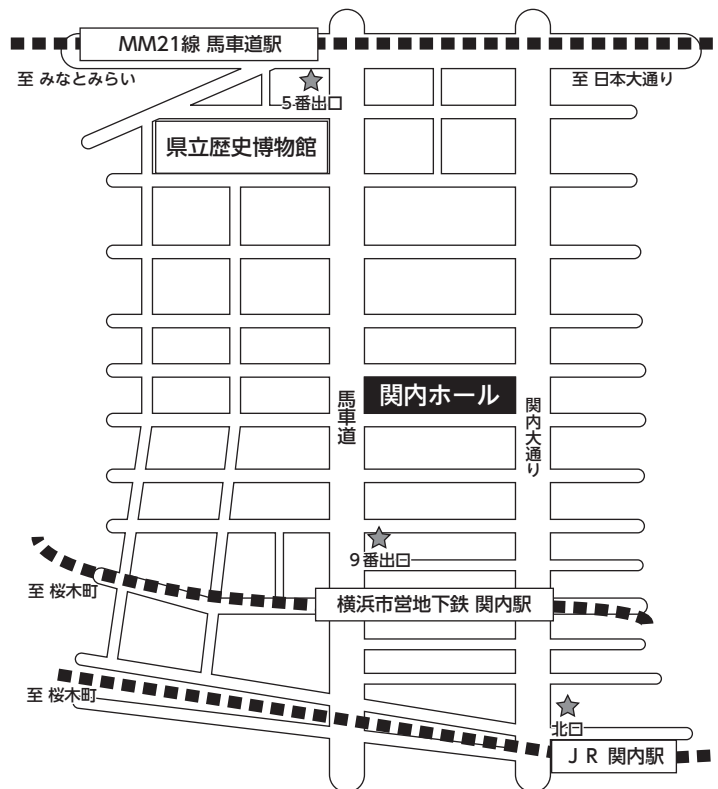 MM21線 馬車道駅
至 みなとみらい
至 日本大通り
5番出口
県立歴史博物館
関内ホール
馬車道
関内大通り
9番出口
至 桜木町
横浜市営地下鉄 関内駅
至 桜木町
北口
ＪＲ 関内駅